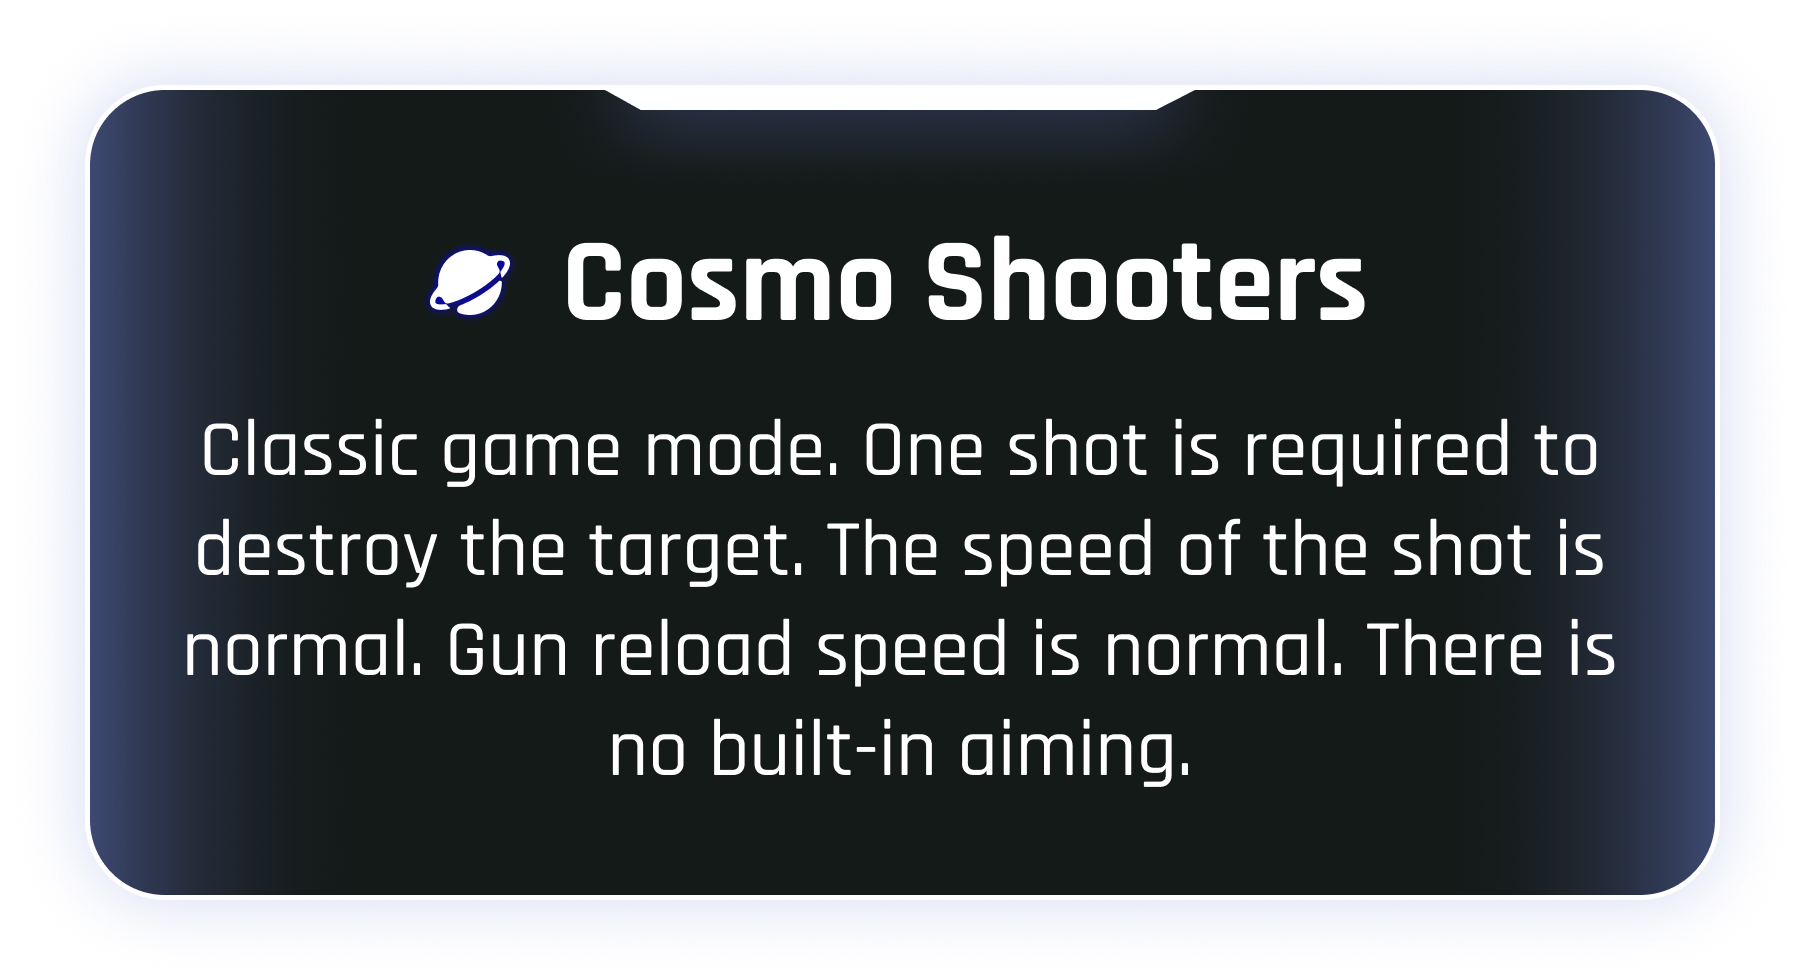 Cosmo Shooters
Classic game mode. One shot is required to
destroy the target. The speed of the shot is
normal. Gun reload speed is normal. There is
no built-in aiming.